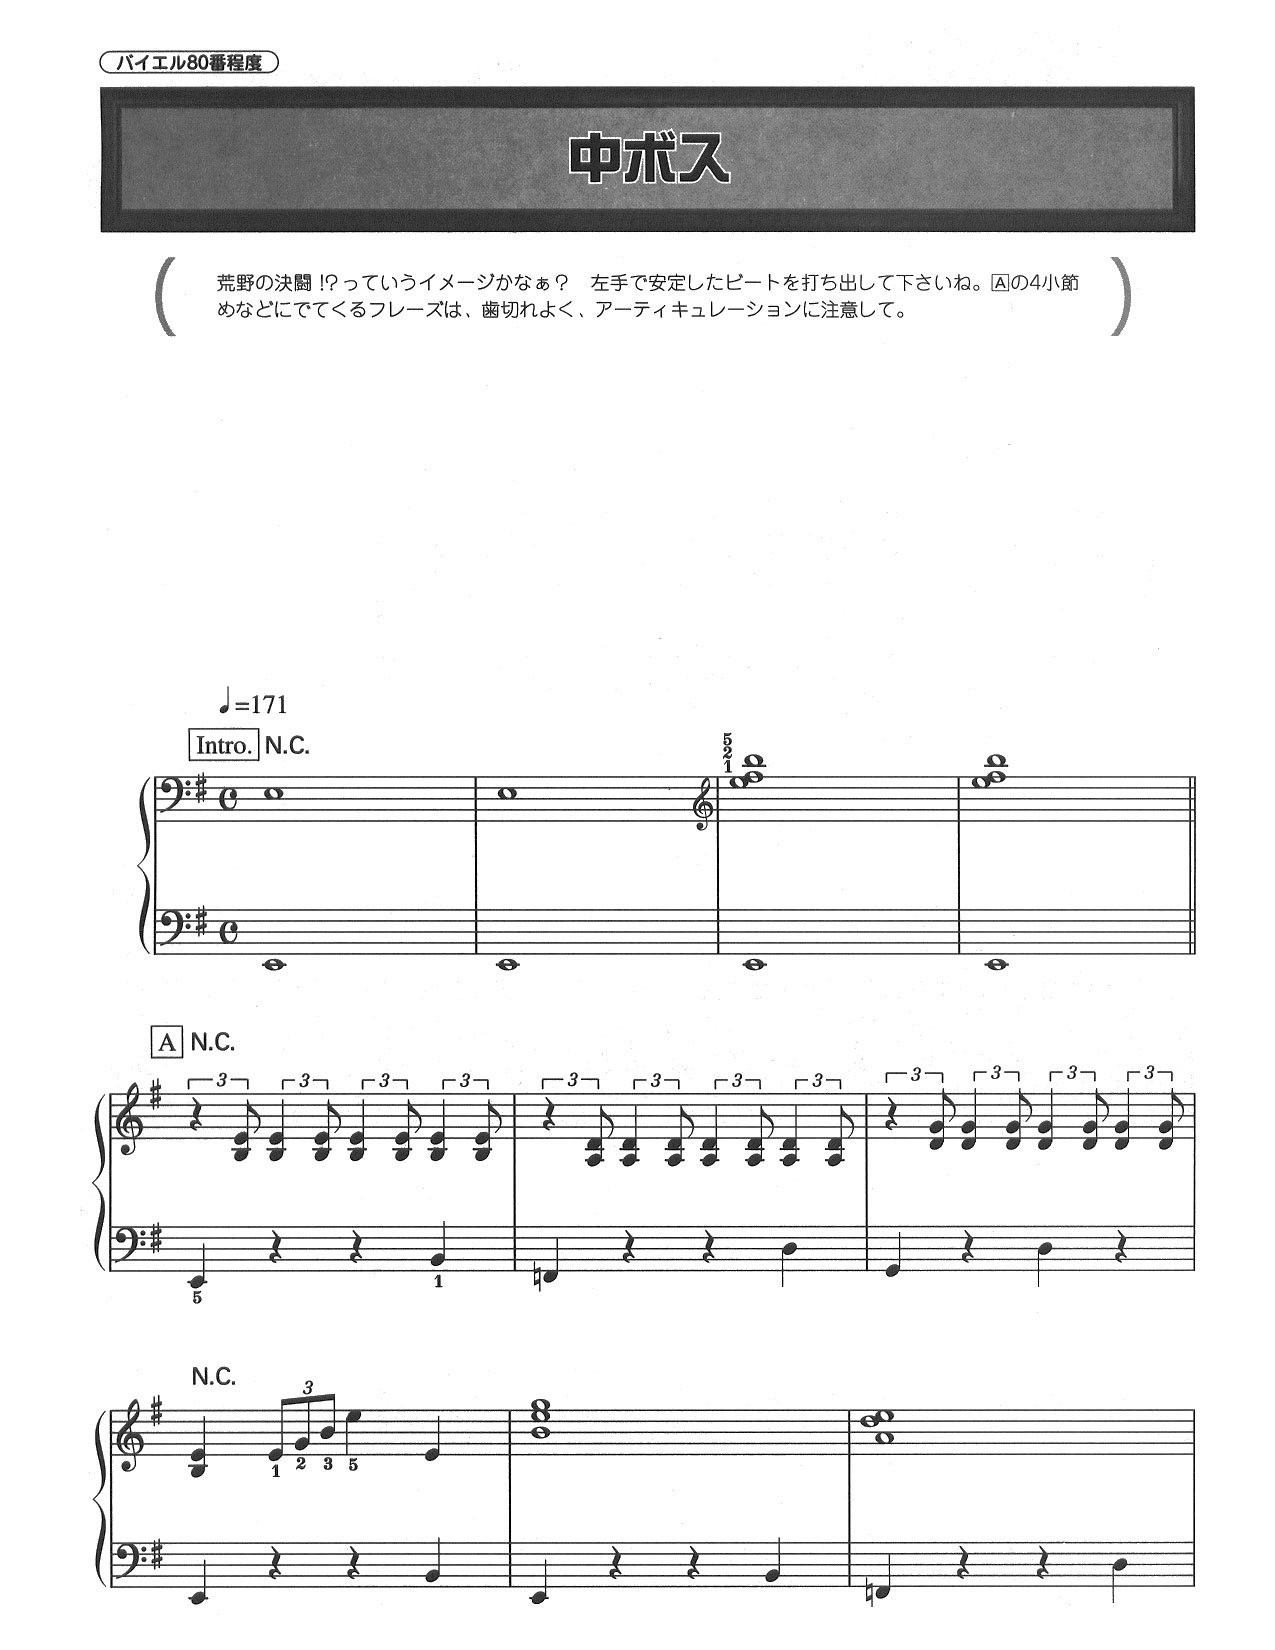 バイエル80番程度
中ボス
荒野の決闘!?っていうイメージかなぁ? 左手で安定したビートを打ち出して下さいね。Aの4小節
めなどにでてくるフレーズは、歯切れよく、アーティキュレーションに注意して。
♩=171
Intro. N.C.
5
2
1
A N.C.
3 3 3 3 3 3 3 3 3 3 3 3
5 1
N.C.
3
1 2 3 5